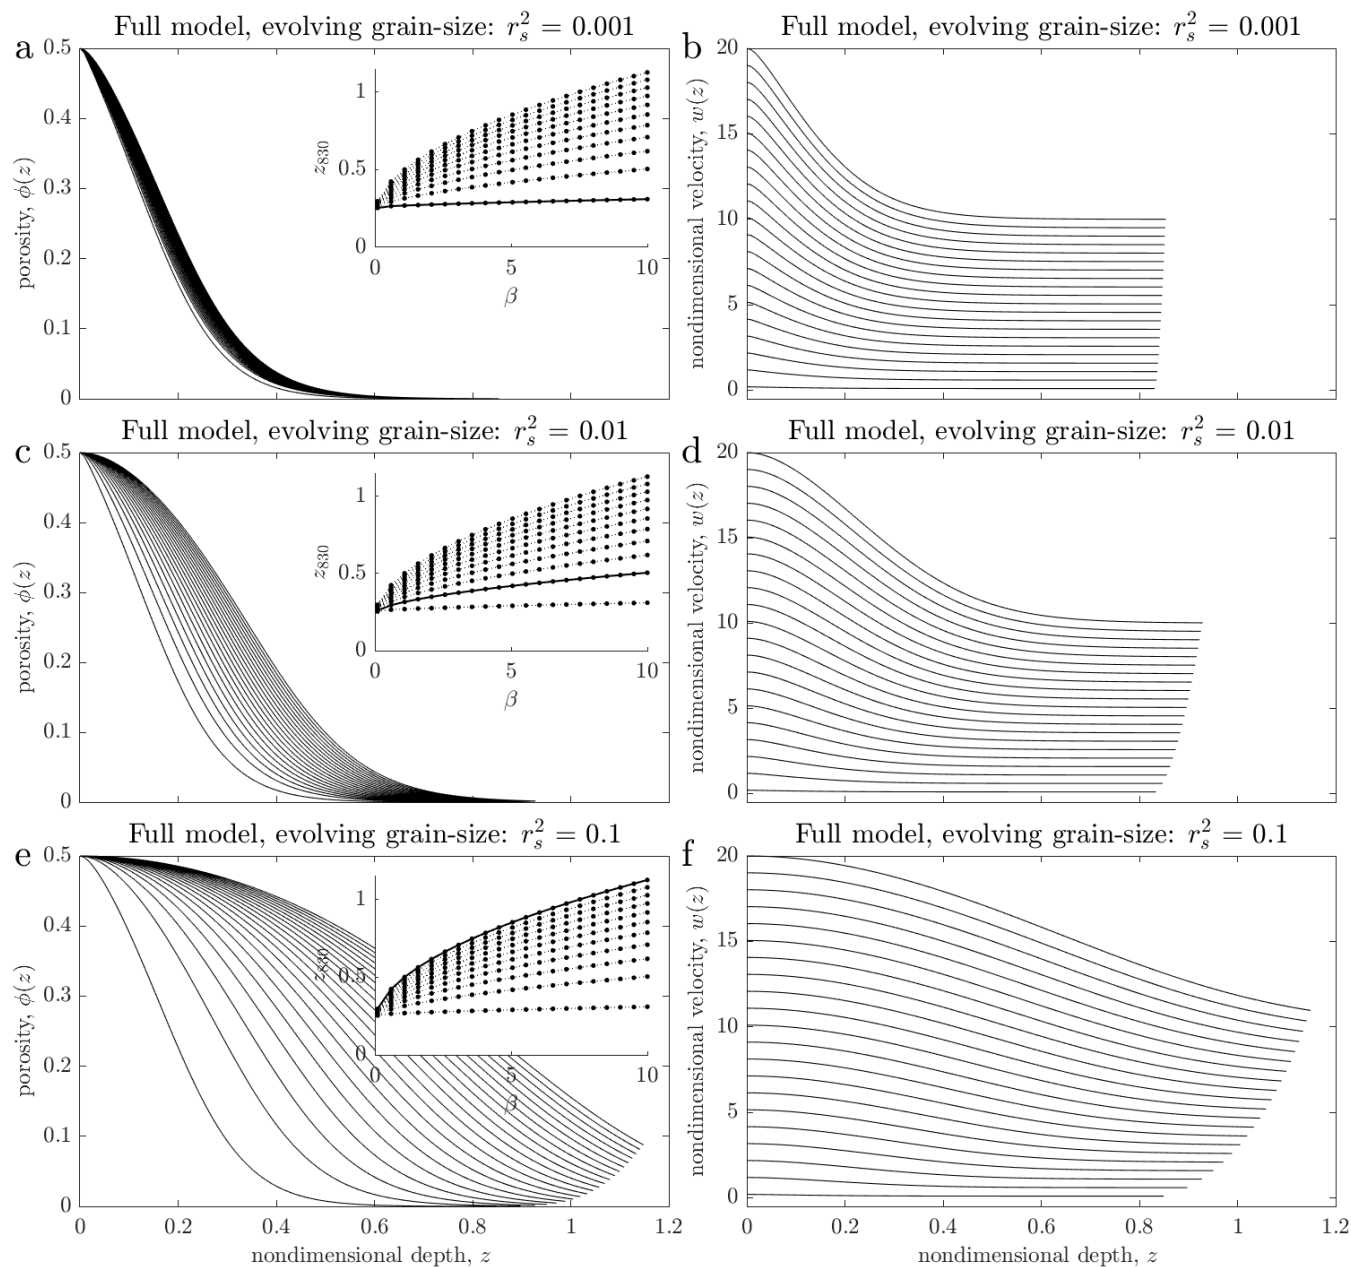 a
Full model, evolving grain-size: r_s^2 = 0.001
0.5
0.4
0.3
0.2
0.1
0
porosity, ϕ(z)
1
0.5
0
z_830
0 5 10
β
b
Full model, evolving grain-size: r_s^2 = 0.001
20
15
10
5
0
nondimensional velocity, w(z)
c
Full model, evolving grain-size: r_s^2 = 0.01
0.5
0.4
0.3
0.2
0.1
0
porosity, ϕ(z)
1
0.5
0
z_830
0 5 10
β
d
Full model, evolving grain-size: r_s^2 = 0.01
20
15
10
5
0
nondimensional velocity, w(z)
e
Full model, evolving grain-size: r_s^2 = 0.1
0.5
0.4
0.3
0.2
0.1
0
porosity, ϕ(z)
1
0.5
0
z_830
0 5 10
β
0 0.2 0.4 0.6 0.8 1 1.2
nondimensional depth, z
f
Full model, evolving grain-size: r_s^2 = 0.1
20
15
10
5
0
nondimensional velocity, w(z)
0 0.2 0.4 0.6 0.8 1 1.2
nondimensional depth, z